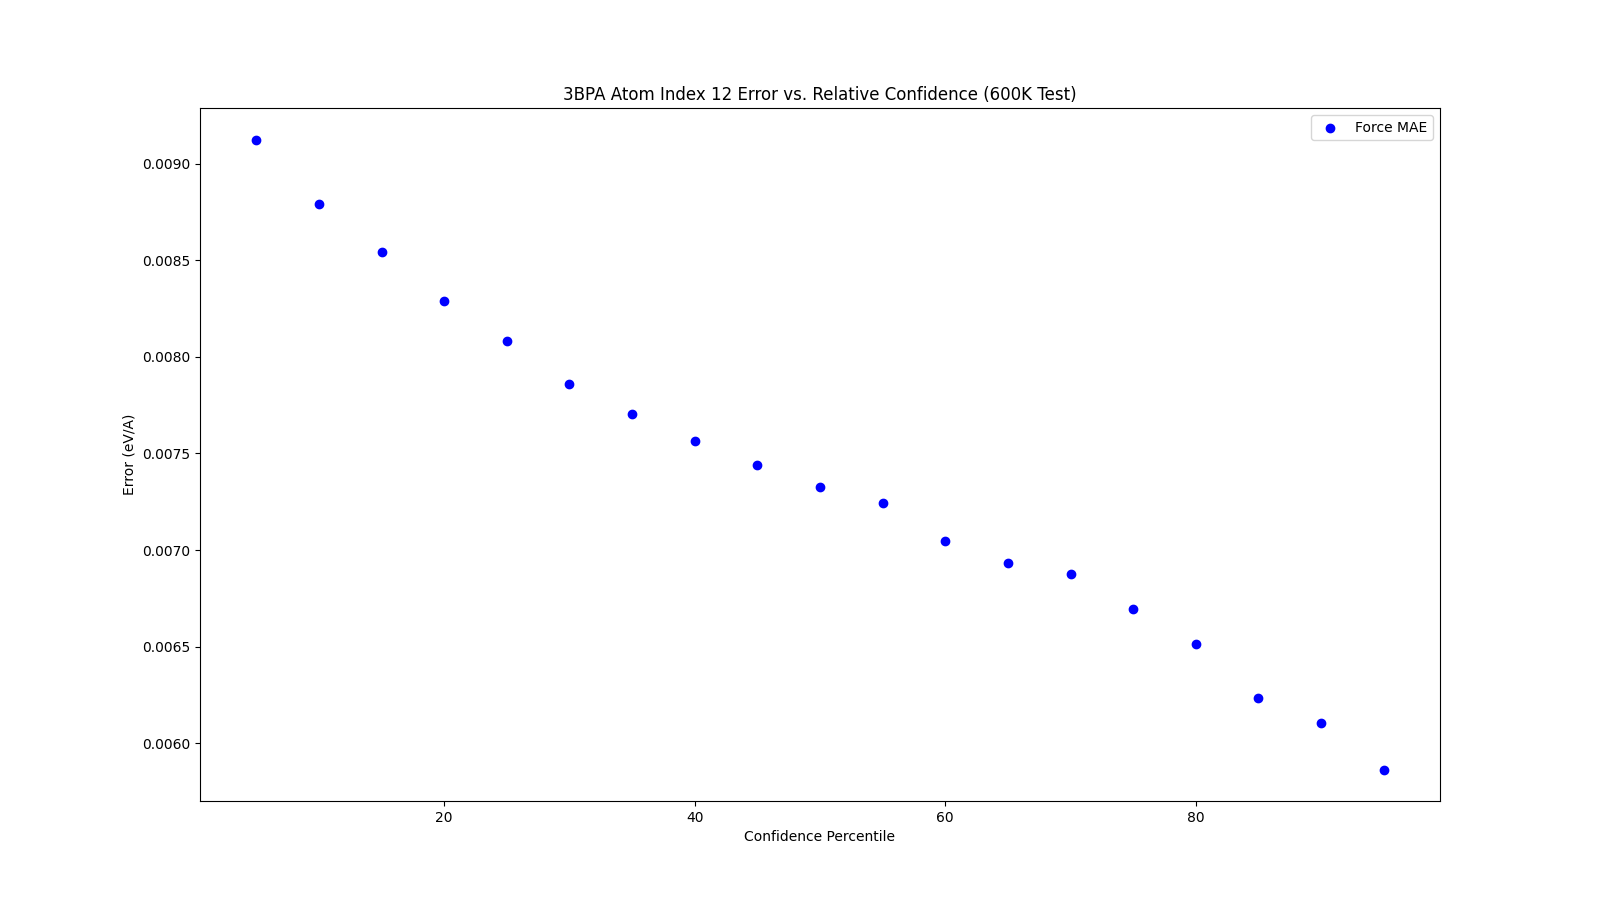 3BPA Atom Index 12 Error vs. Relative Confidence (600K Test)
Force MAE
0.0090
0.0085
0.0080
0.0075
0.0070
0.0065
0.0060
Error (eV/A)
20 40 60 80
Confidence Percentile